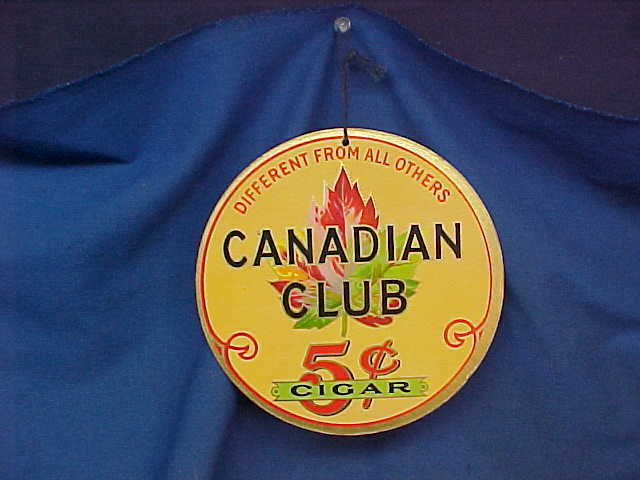 DIFFERENT FROM ALL OTHERS
CANADIAN
CLUB
5¢
CIGAR